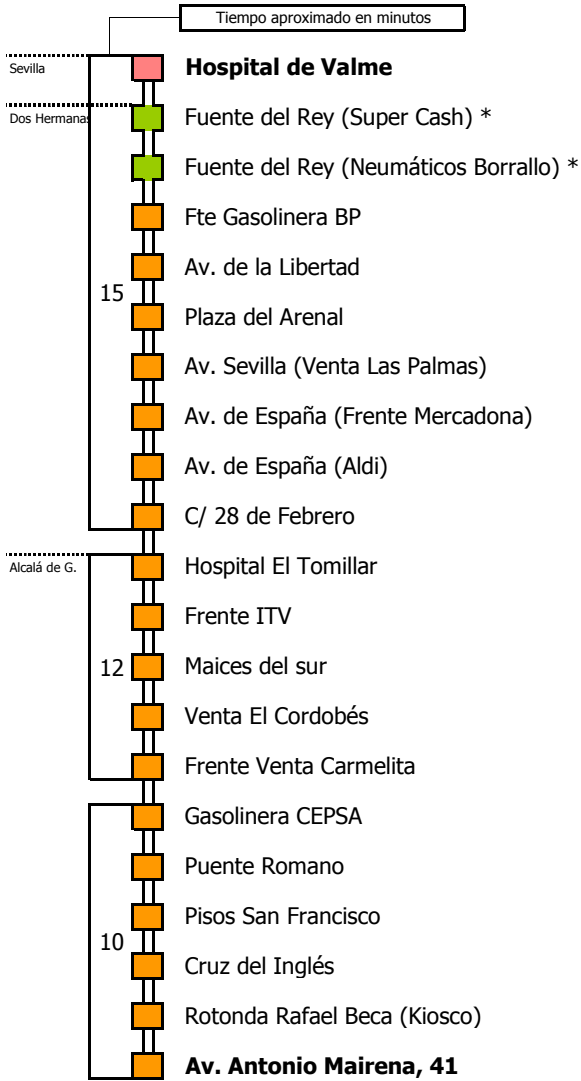 Tiempo aproximado en minutos
Sevilla
Hospital de Valme
Dos Hermanas
Fuente del Rey (Super Cash) *
Fuente del Rey (Neumáticos Borrallo) *
Fte Gasolinera BP
Av. de la Libertad
15
Plaza del Arenal
Av. Sevilla (Venta Las Palmas)
Av. de España (Frente Mercadona)
Av. de España (Aldi)
C/ 28 de Febrero
Alcalá de G.
Hospital El Tomillar
Frente ITV
12
Maices del sur
Venta El Cordobés
Frente Venta Carmelita
Gasolinera CEPSA
Puente Romano
Pisos San Francisco
10
Cruz del Inglés
Rotonda Rafael Beca (Kiosco)
Av. Antonio Mairena, 41